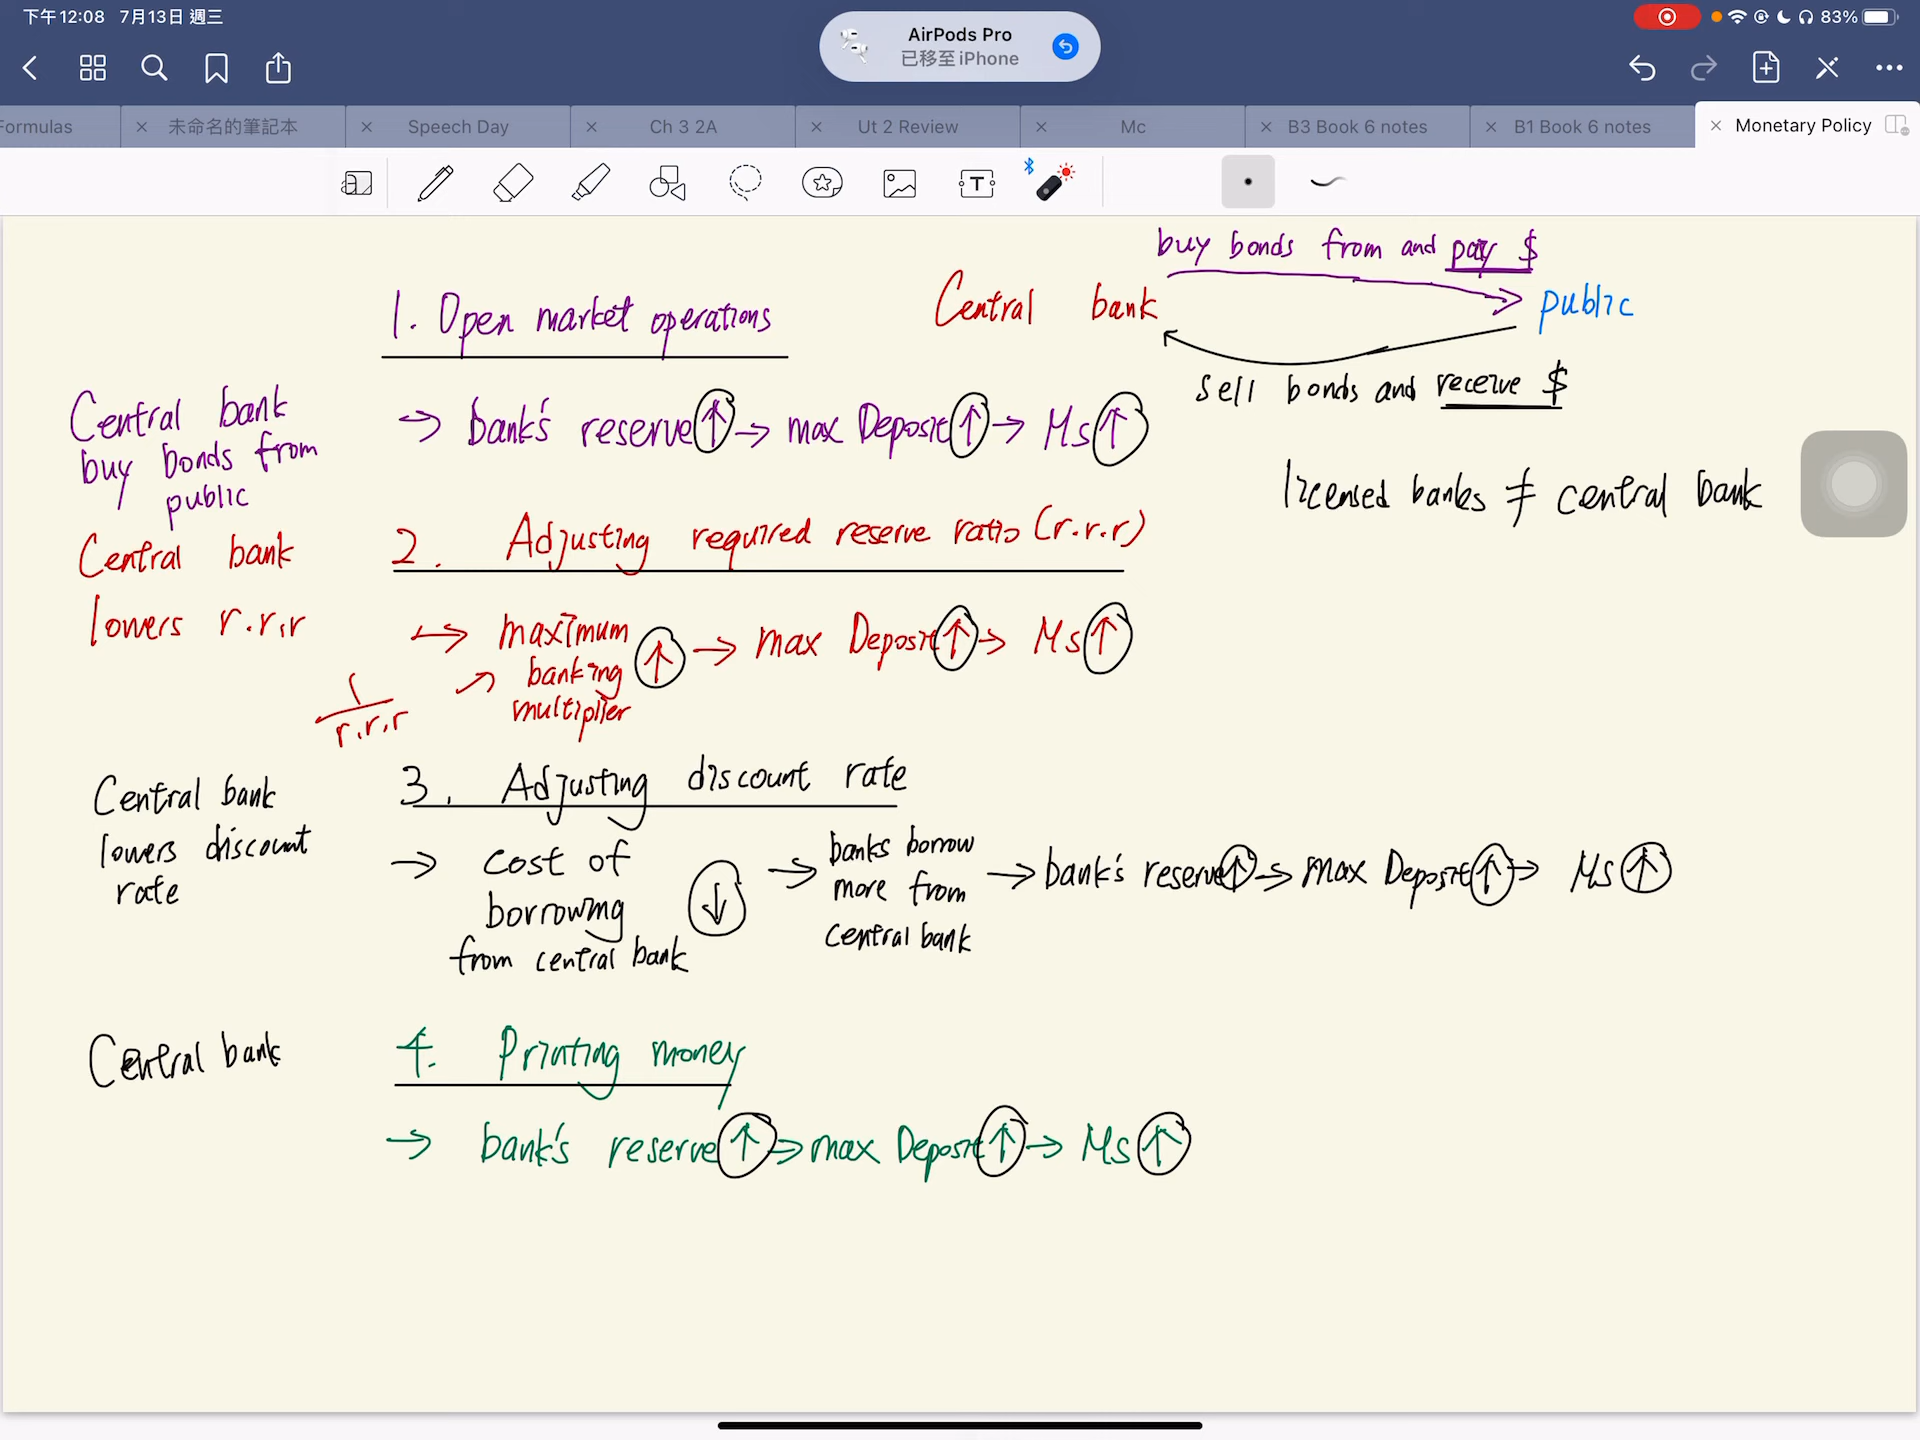 下午12:08 7月13日 週三
AirPods Pro
已移至 iPhone
83%
Formulas
未命名的筆記本
Speech Day
Ch 3 2A
Ut 2 Review
Mc
B3 Book 6 notes
B1 Book 6 notes
Monetary Policy
buy bonds from and pay $
Central bank
public
sell bonds and receive $
licensed banks ≠ central bank
1. Open market operations
Central bank
buy bonds from
public
→ bank's reserve ↑ → max Deposit ↑ → Ms ↑
2. Adjusting required reserve ratio (r.r.r)
Central bank
lowers r.r.r
→ maximum
banking
multiplier
↑ → max Deposit ↑ → Ms ↑
1
r.r.r
3. Adjusting discount rate
Central bank
lowers discount
rate
→ cost of
borrowing
from central bank
↓ → banks borrow
more from
central bank
→ bank's reserve ↑ → max Deposit ↑ → Ms ↑
Central bank
4. Printing money
→ bank's reserve ↑ → max Deposit ↑ → Ms ↑